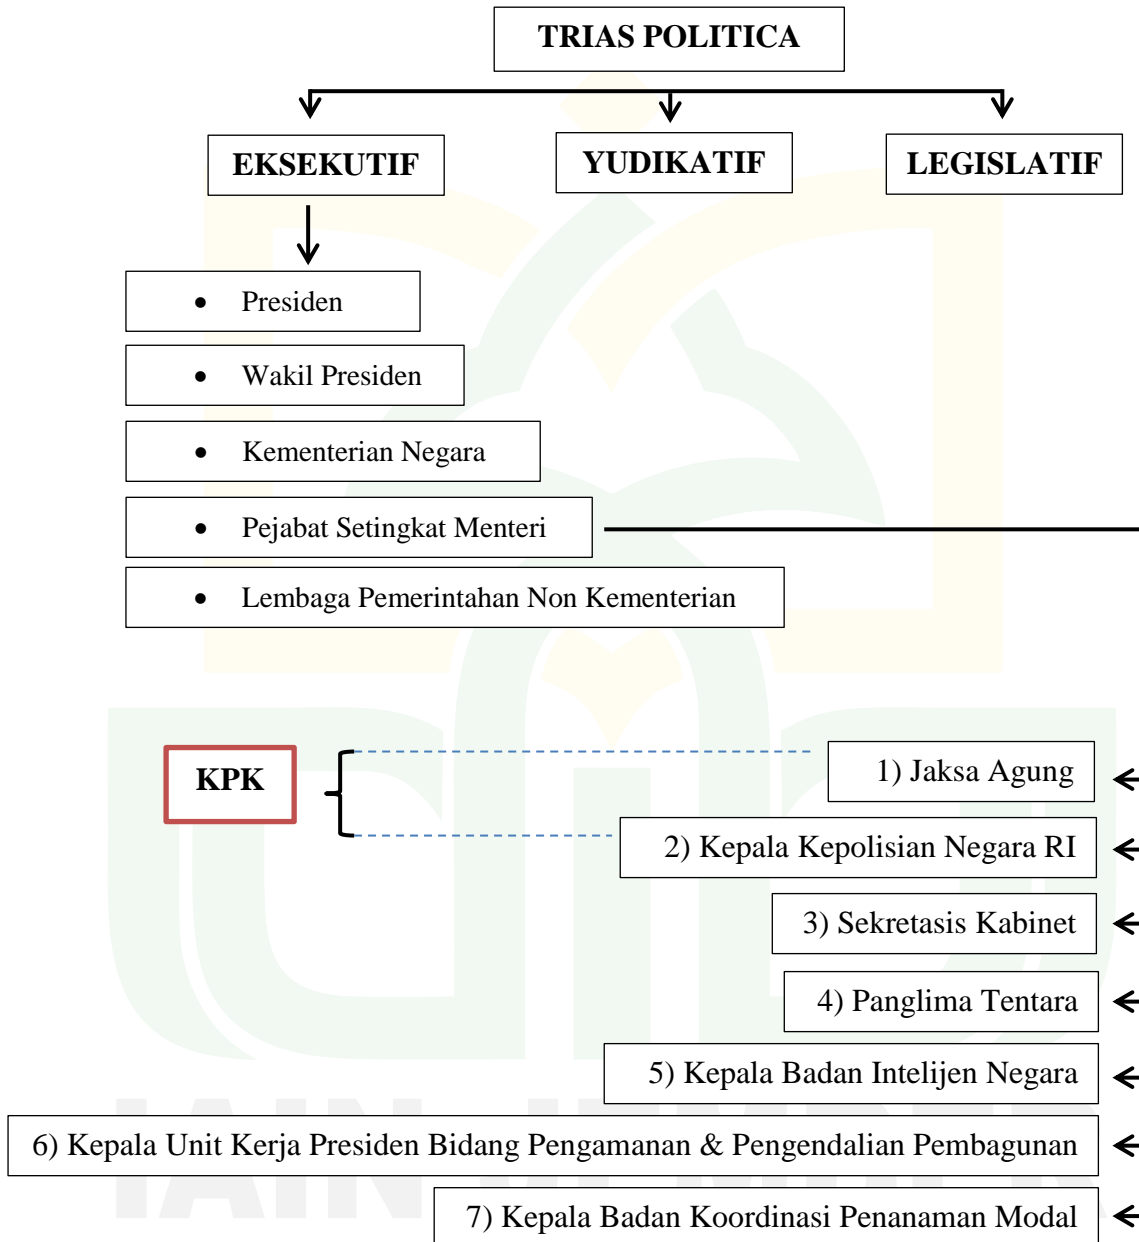 TRIAS POLITICA
EKSEKUTIF
YUDIKATIF
LEGISLATIF
• Presiden
• Wakil Presiden
• Kementerian Negara
• Pejabat Setingkat Menteri
• Lembaga Pemerintahan Non Kementerian
KPK
1) Jaksa Agung
2) Kepala Kepolisian Negara RI
3) Sekretasis Kabinet
4) Panglima Tentara
5) Kepala Badan Intelijen Negara
6) Kepala Unit Kerja Presiden Bidang Pengamanan & Pengendalian Pembagunan
7) Kepala Badan Koordinasi Penanaman Modal
IAIN JEMBER